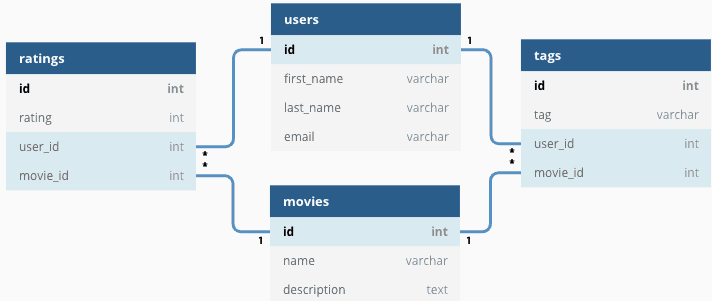 users
id int
first_name varchar
last_name varchar
email varchar
ratings
id int
rating int
user_id int
movie_id int
tags
id int
tag varchar
user_id int
movie_id int
movies
id int
name varchar
description text
1
1
*
*
*
*
1
1